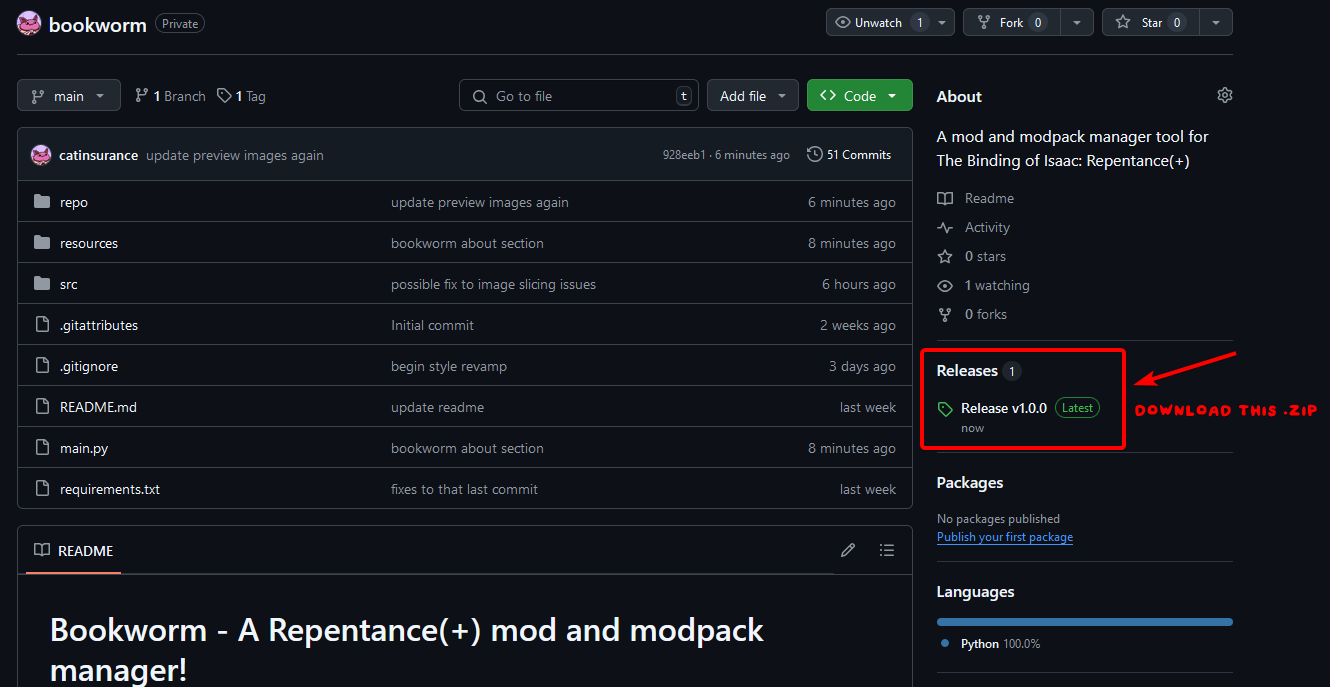 bookworm Private Unwatch 1 Fork 0 Star 0
main 1 Branch 1 Tag Go to file t Add file Code
catinsurance update preview images again 928eeb1 · 6 minutes ago 51 Commits
repo update preview images again 6 minutes ago
resources bookworm about section 8 minutes ago
src possible fix to image slicing issues 6 hours ago
.gitattributes Initial commit 2 weeks ago
.gitignore begin style revamp 3 days ago
README.md update readme last week
main.py bookworm about section 8 minutes ago
requirements.txt fixes to that last commit last week
README
Bookworm - A Repentance(+) mod and modpack
manager!
About
A mod and modpack manager tool for
The Binding of Isaac: Repentance(+)
Readme
Activity
0 stars
1 watching
0 forks
Releases 1
Release v1.0.0 Latest
now
DOWNLOAD THIS .ZIP
Packages
No packages published
Publish your first package
Languages
Python 100.0%